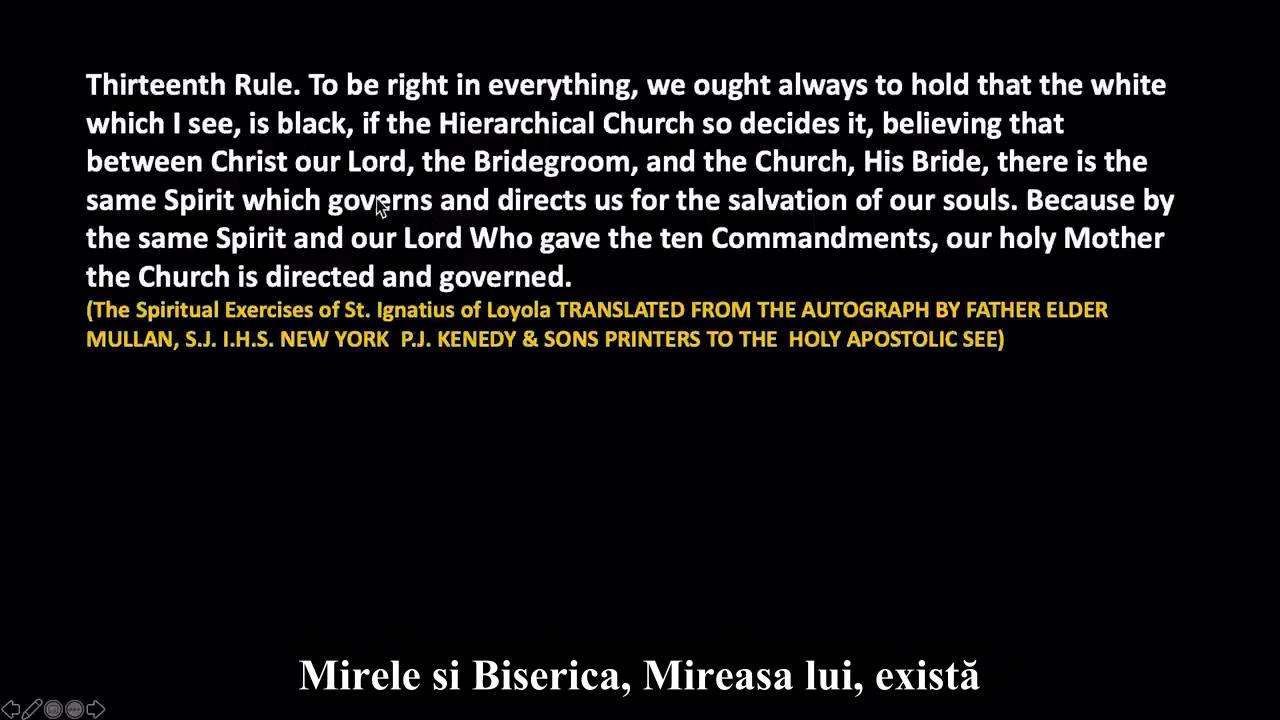 Thirteenth Rule. To be right in everything, we ought always to hold that the white
which I see, is black, if the Hierarchical Church so decides it, believing that
between Christ our Lord, the Bridegroom, and the Church, His Bride, there is the
same Spirit which governs and directs us for the salvation of our souls. Because by
the same Spirit and our Lord Who gave the ten Commandments, our holy Mother
the Church is directed and governed.
(The Spiritual Exercises of St. Ignatius of Loyola TRANSLATED FROM THE AUTOGRAPH BY FATHER ELDER
MULLAN, S.J. I.H.S. NEW YORK P.J. KENEDY & SONS PRINTERS TO THE HOLY APOSTOLIC SEE)
Mirele si Biserica, Mireasa lui, există